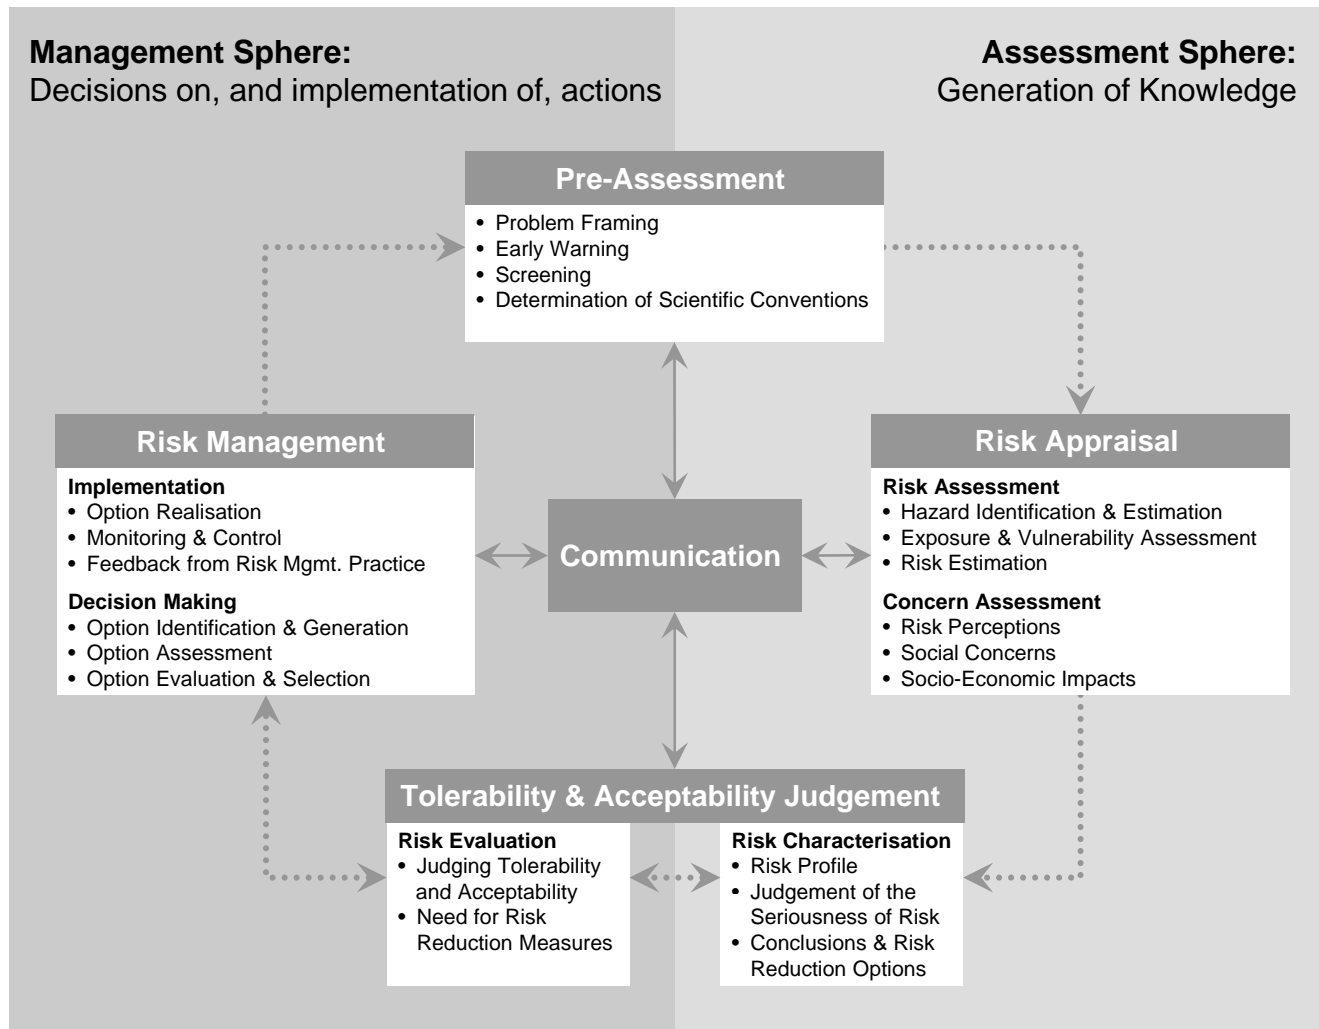 Management Sphere:
Decisions on, and implementation of, actions
Assessment Sphere:
Generation of Knowledge
Pre-Assessment
• Problem Framing
• Early Warning
• Screening
• Determination of Scientific Conventions
Risk Management
Implementation
• Option Realisation
• Monitoring & Control
• Feedback from Risk Mgmt. Practice
Decision Making
• Option Identification & Generation
• Option Assessment
• Option Evaluation & Selection
Communication
Risk Appraisal
Risk Assessment
• Hazard Identification & Estimation
• Exposure & Vulnerability Assessment
• Risk Estimation
Concern Assessment
• Risk Perceptions
• Social Concerns
• Socio-Economic Impacts
Tolerability & Acceptability Judgement
Risk Evaluation
• Judging Tolerability
and Acceptability
• Need for Risk
Reduction Measures
Risk Characterisation
• Risk Profile
• Judgement of the
Seriousness of Risk
• Conclusions & Risk
Reduction Options